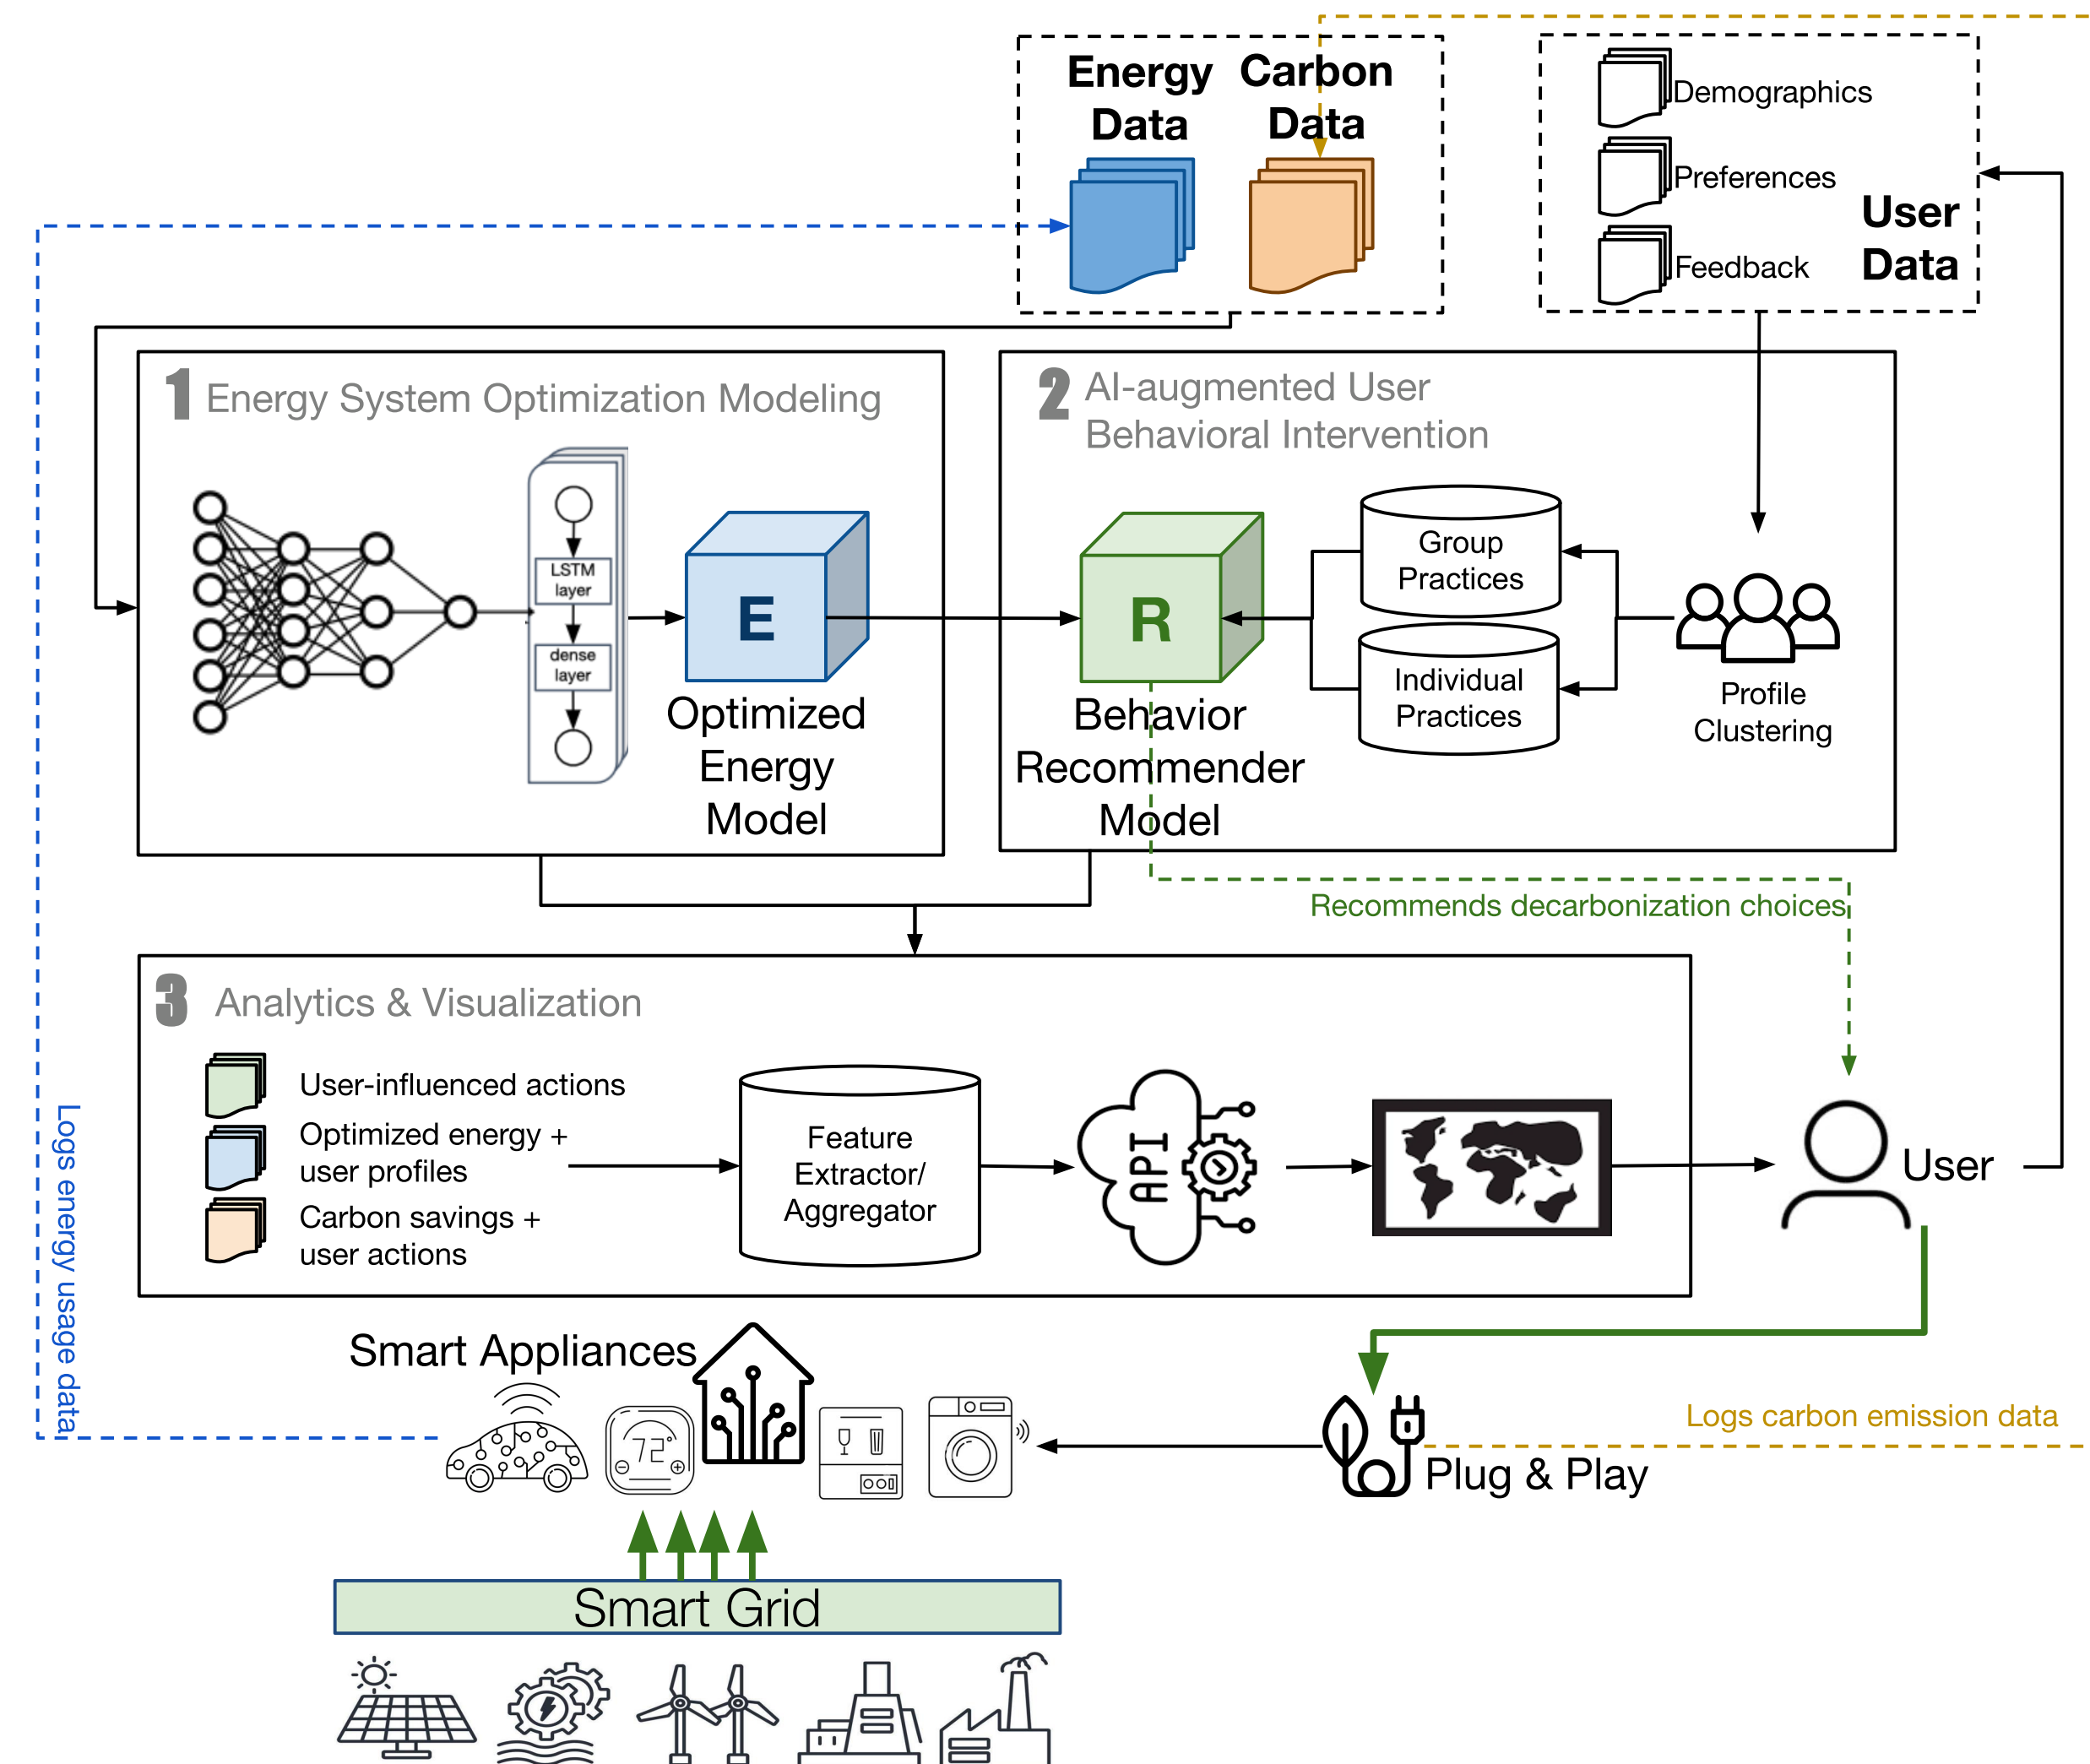 Energy
Data
Carbon
Data
Demographics
Preferences
Feedback
User
Data
1 Energy System Optimization Modeling
LSTM
layer
dense
layer
E
Optimized
Energy
Model
2 AI-augmented User
Behavioral Intervention
R
Behavior
Recommender
Model
Group
Practices
Individual
Practices
Profile
Clustering
Recommends decarbonization choices
3 Analytics & Visualization
User-influenced actions
Optimized energy +
user profiles
Carbon savings +
user actions
Feature
Extractor/
Aggregator
API
User
Logs energy usage data
Smart Appliances
72°
Logs carbon emission data
Plug & Play
Smart Grid